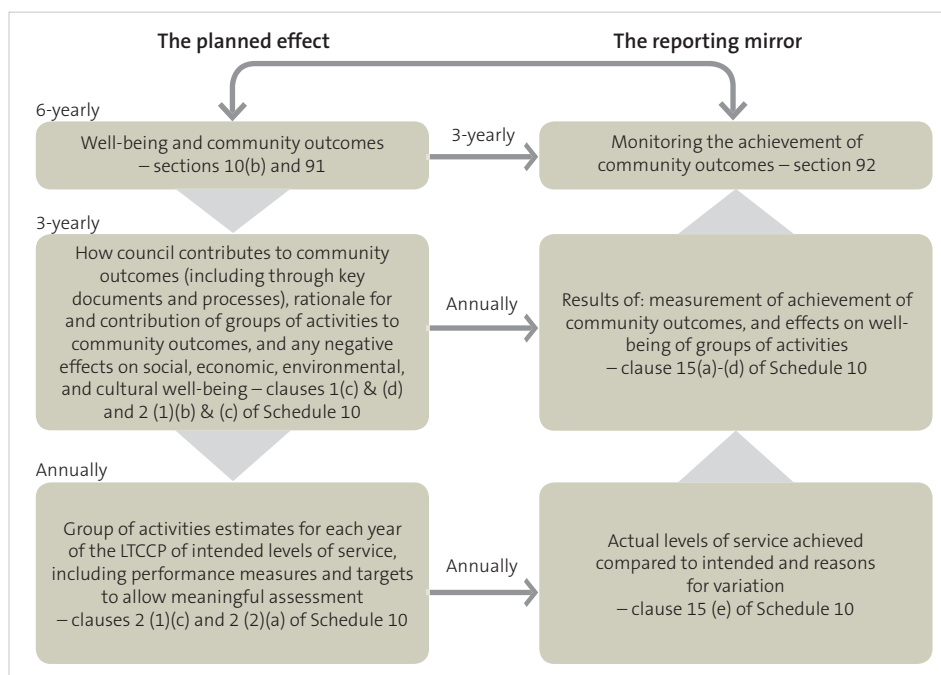 The planned effect
The reporting mirror
6-yearly
Well-being and community outcomes
– sections 10(b) and 91
3-yearly
Monitoring the achievement of
community outcomes – section 92
3-yearly
How council contributes to community
outcomes (including through key
documents and processes), rationale for
and contribution of groups of activities to
community outcomes, and any negative
effects on social, economic, environmental,
and cultural well-being – clauses 1(c) & (d)
and 2 (1)(b) & (c) of Schedule 10
Annually
Results of: measurement of achievement of
community outcomes, and effects on well-
being of groups of activities
– clause 15(a)-(d) of Schedule 10
Annually
Group of activities estimates for each year
of the LTCCP of intended levels of service,
including performance measures and targets
to allow meaningful assessment
– clauses 2 (1)(c) and 2 (2)(a) of Schedule 10
Annually
Actual levels of service achieved
compared to intended and reasons
for variation
– clause 15 (e) of Schedule 10